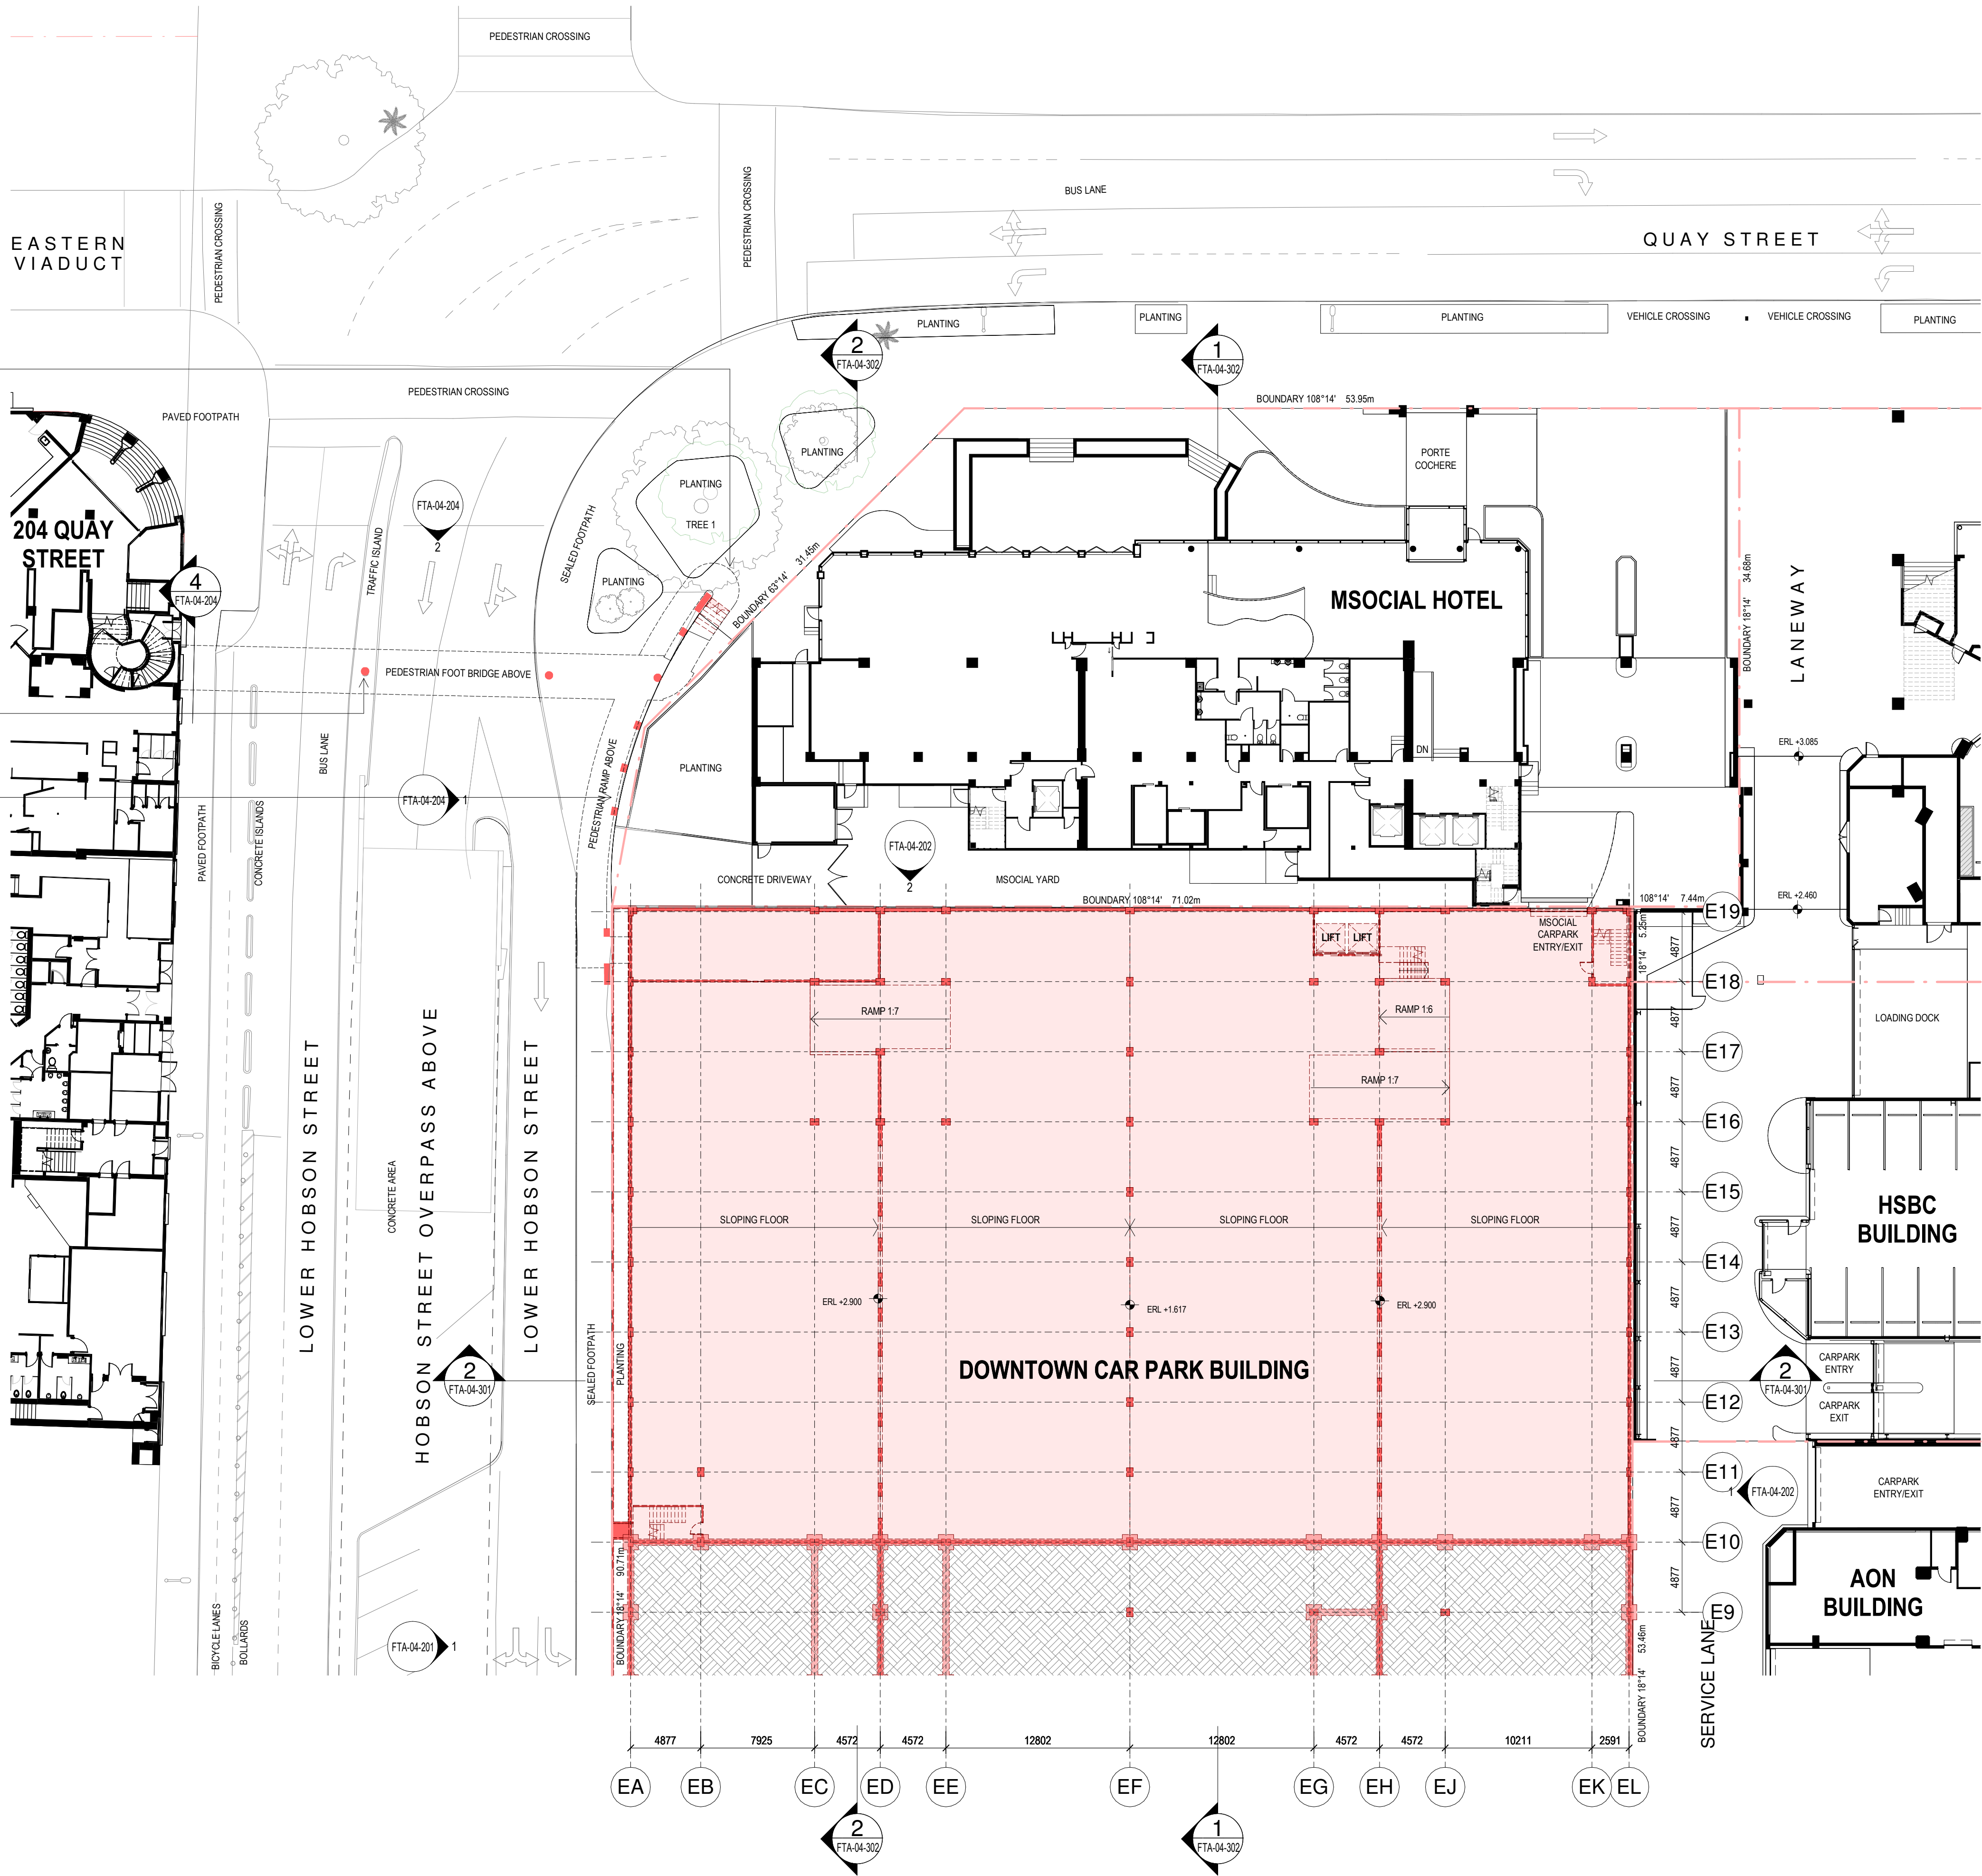 PEDESTRIAN CROSSING
BUS LANE
PEDESTRIAN CROSSING
PEDESTRIAN CROSSING
EASTERN
VIADUCT
QUAY STREET
PLANTING
PLANTING
PLANTING
VEHICLE CROSSING
VEHICLE CROSSING
PLANTING
2
FTA-04-302
1
FTA-04-302
PEDESTRIAN CROSSING
PAVED FOOTPATH
BOUNDARY 108°14' 53.95m
PLANTING
PORTE
COCHERE
PLANTING
TREE 1
FTA-04-204
2
SEALED FOOTPATH
204 QUAY
STREET
TRAFFIC ISLAND
4
FTA-04-204
PLANTING
BOUNDARY 63°14' 31.45m
MSOCIAL HOTEL
BOUNDARY 18°14' 34.68m
LANEWAY
PEDESTRIAN FOOT BRIDGE ABOVE
BUS LANE
PEDESTRIAN RAMP ABOVE
PLANTING
DN
ERL +3.085
FTA-04-204
1
PAVED FOOTPATH
CONCRETE ISLANDS
FTA-04-202
2
CONCRETE DRIVEWAY
MSOCIAL YARD
BOUNDARY 108°14' 71.02m
108°14' 7.44m
ERL +2.460
E19
MSOCIAL
CARPARK
ENTRY/EXIT
LIFT
LIFT
18°14' 5.25m
4877
E18
RAMP 1:7
RAMP 1:6
4877
LOADING DOCK
E17
RAMP 1:7
4877
E16
LOWER HOBSON STREET
HOBSON STREET OVERPASS ABOVE
LOWER HOBSON STREET
CONCRETE AREA
4877
E15
SLOPING FLOOR
SLOPING FLOOR
SLOPING FLOOR
SLOPING FLOOR
4877
HSBC
BUILDING
E14
ERL +2.900
ERL +1.617
ERL +2.900
4877
E13
SEALED FOOTPATH
PLANTING
DOWNTOWN CAR PARK BUILDING
4877
2
FTA-04-301
2
FTA-04-301
CARPARK
ENTRY
CARPARK
EXIT
E12
4877
E11
1
FTA-04-202
CARPARK
ENTRY/EXIT
4877
E10
BOUNDARY 18°14' 90.71m
4877
AON
BUILDING
E9
BICYCLE LANES
BOLLARDS
FTA-04-201
1
BOUNDARY 18°14' 53.46m
SERVICE LANE
4877
7925
4572
4572
12802
12802
4572
4572
10211
2591
EA
EB
EC
ED
EE
EF
EG
EH
EJ
EK
EL
2
FTA-04-302
1
FTA-04-302